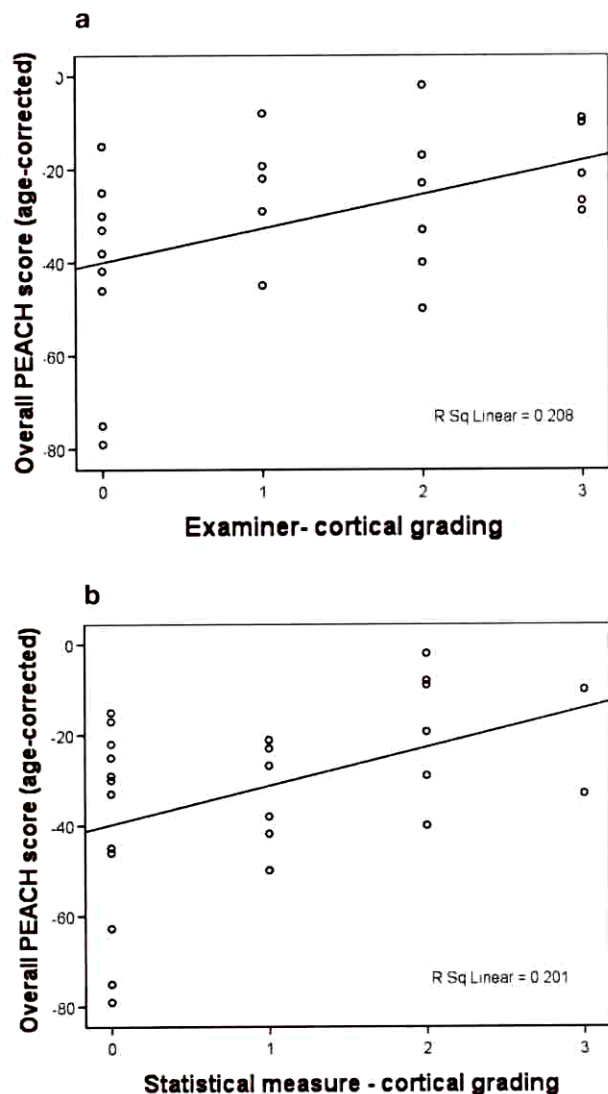 a
0
-20
-40
-60
-80
Overall PEACH score (age-corrected)
R Sq Linear = 0.208
0 1 2 3
Examiner- cortical grading
b
0
-20
-40
-60
-80
Overall PEACH score (age-corrected)
R Sq Linear = 0.201
0 1 2 3
Statistical measure - cortical grading